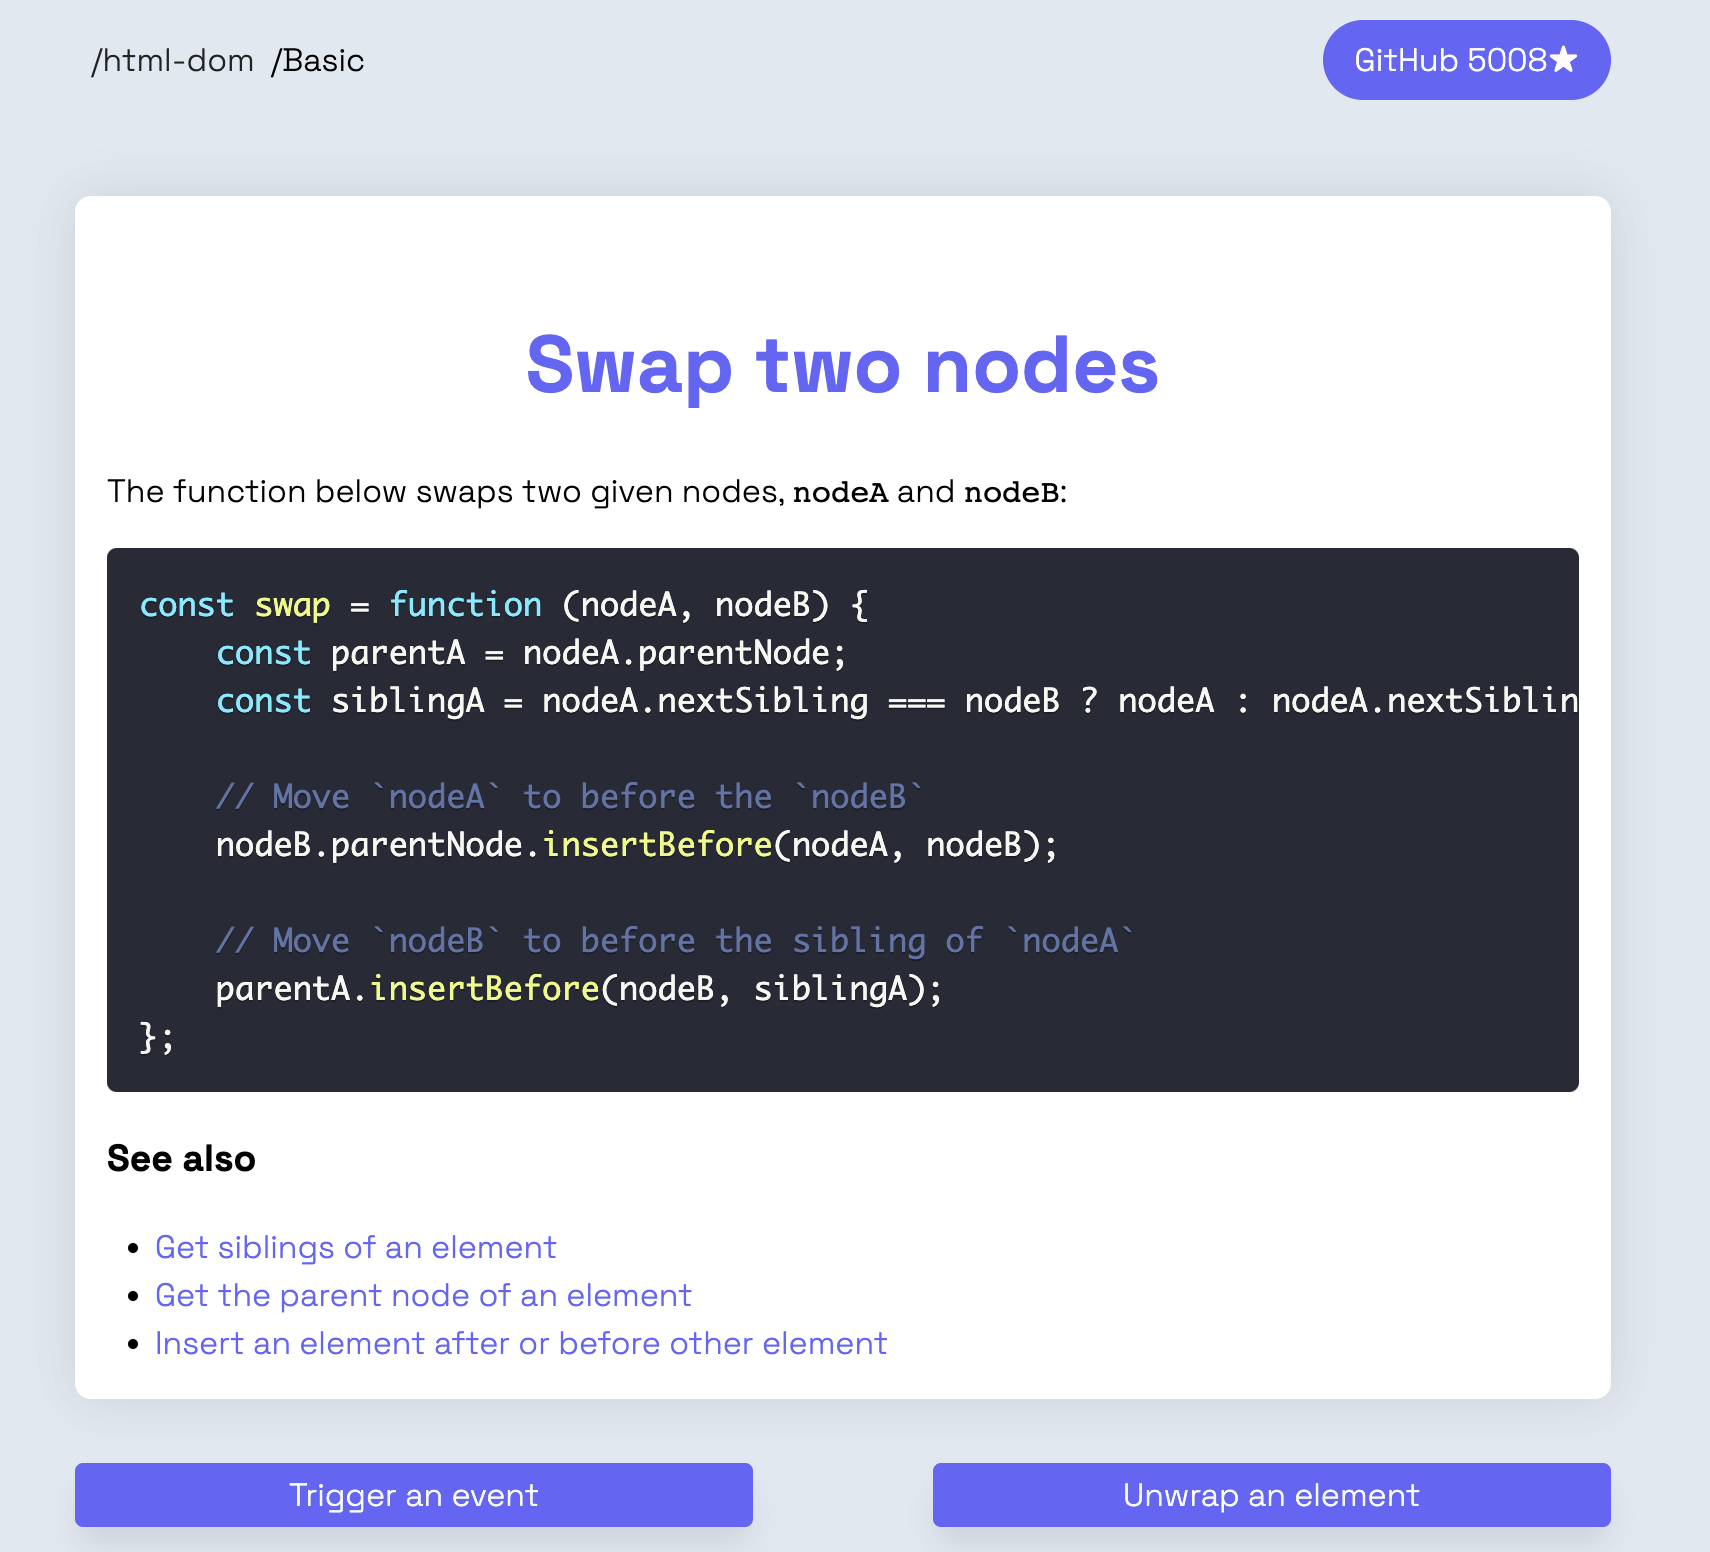 /html-dom /Basic
GitHub 5008★
Swap two nodes
The function below swaps two given nodes, nodeA and nodeB:
const swap = function (nodeA, nodeB) {
    const parentA = nodeA.parentNode;
    const siblingA = nodeA.nextSibling === nodeB ? nodeA : nodeA.nextSiblin
    // Move `nodeA` to before the `nodeB`
    nodeB.parentNode.insertBefore(nodeA, nodeB);
    // Move `nodeB` to before the sibling of `nodeA`
    parentA.insertBefore(nodeB, siblingA);
};
See also
• Get siblings of an element
• Get the parent node of an element
• Insert an element after or before other element
Trigger an event
Unwrap an element